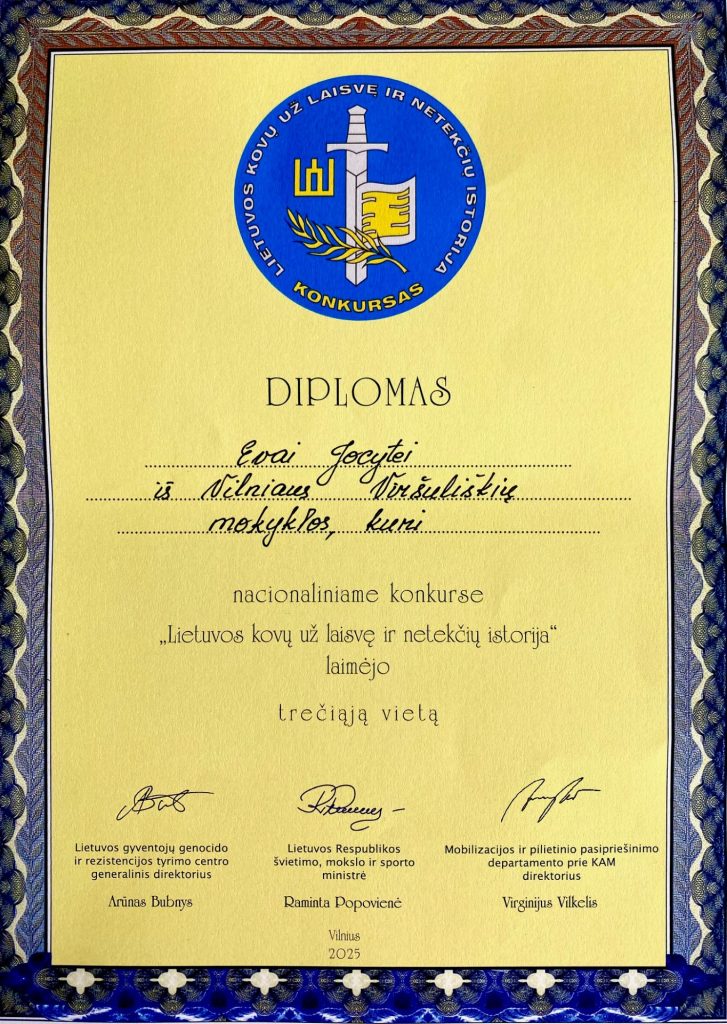 LIETUVOS KOVŲ UŽ LAISVĘ IR NETEKČIŲ ISTORIJA
KONKURSAS
DIPLOMAS
Evai Jocytei
iš Vilniaus Viršuliškių
mokyklos, kuri
nacionaliniame konkurse
„Lietuvos kovų už laisvę ir netekčių istorija“
laimėjo
trečiąją vietą
Lietuvos gyventojų genocido
ir rezistencijos tyrimo centro
generalinis direktorius
Arūnas Bubnys
Lietuvos Respublikos
švietimo, mokslo ir sporto
ministrė
Raminta Popovienė
Mobilizacijos ir pilietinio pasipriešinimo
departamento prie KAM
direktorius
Virginijus Vilkelis
Vilnius
2025